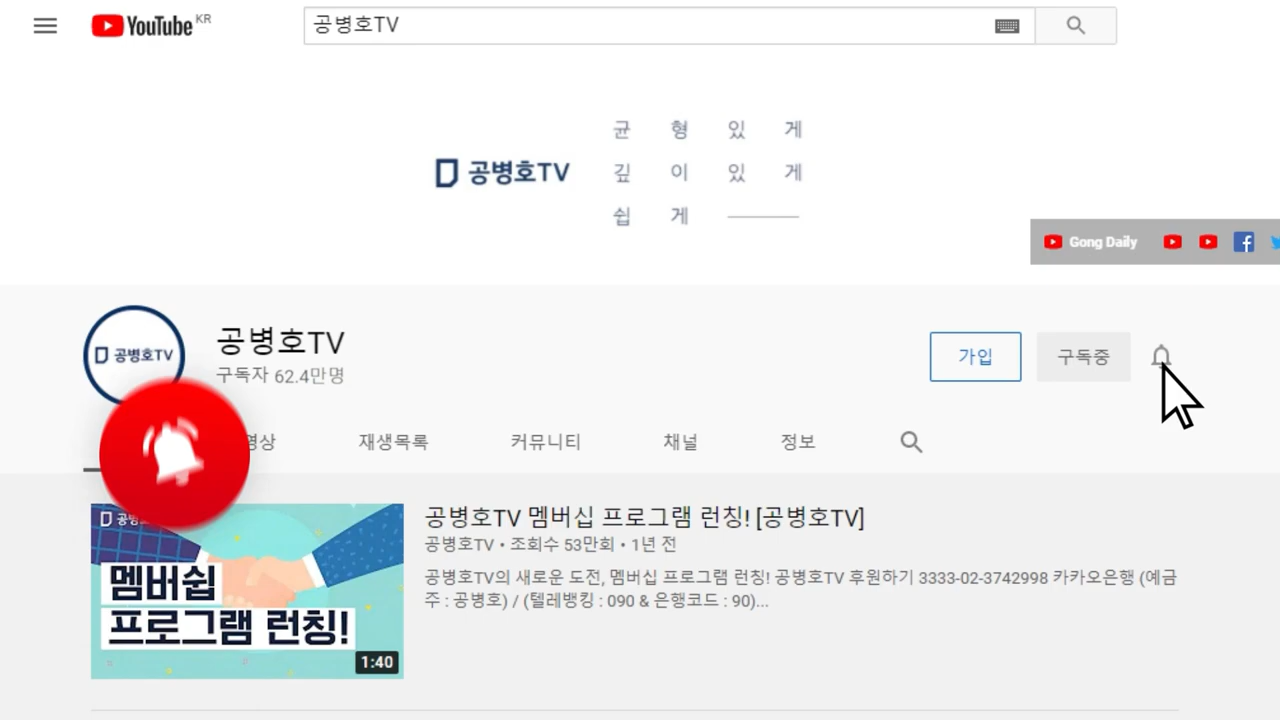 YouTube KR
공병호TV
공병호TV
균형있게
깊이있게
쉽게
Gong Daily
공병호TV
공병호TV
구독자 62.4만명
가입
구독중
영상
재생목록
커뮤니티
채널
정보
공병호TV 멤버십 프로그램 런칭! [공병호TV]
공병호TV • 조회수 53만회 • 1년 전
공병호TV의 새로운 도전, 멤버십 프로그램 런칭! 공병호TV 후원하기 3333-02-3742998 카카오은행 (예금
주 : 공병호) / (텔레뱅킹 : 090 & 은행코드 : 90)...
멤버쉽
프로그램 런칭!
1:40